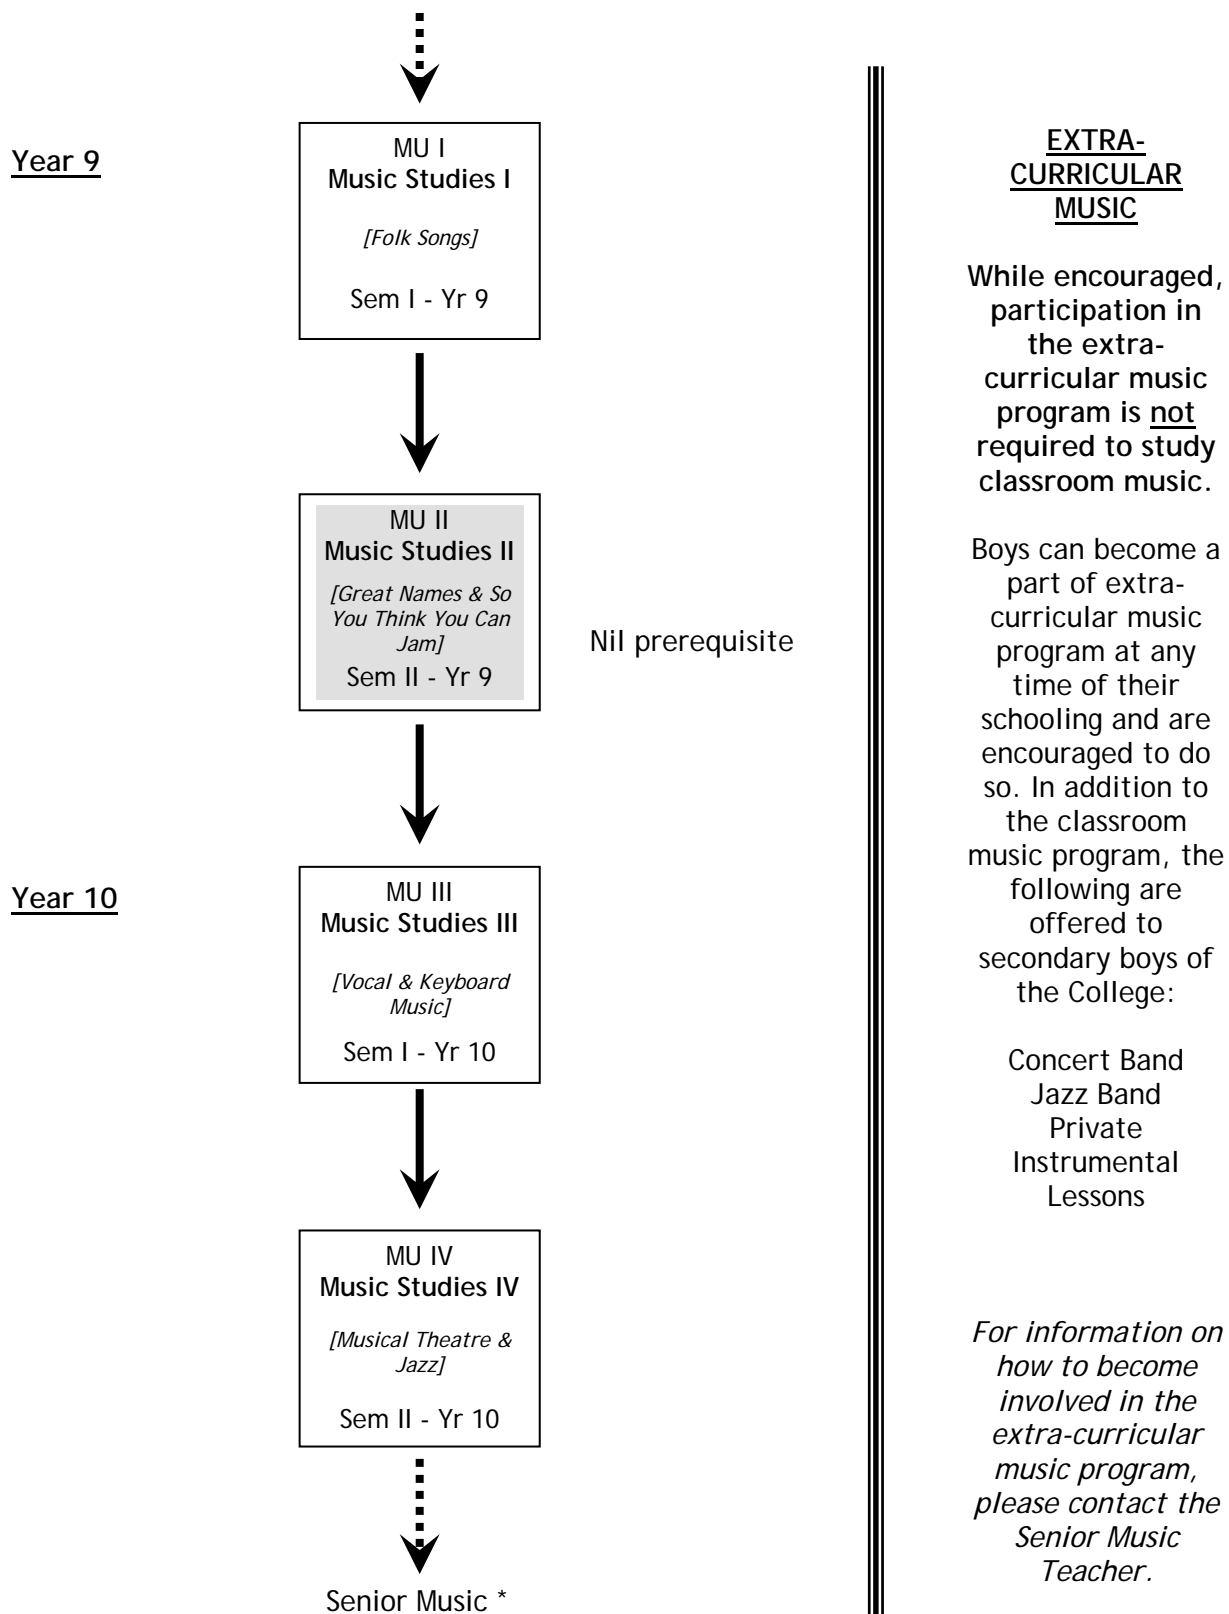 Year 9
MU I
Music Studies I
[Folk Songs]
Sem I - Yr 9
MU II
Music Studies II
[Great Names & So
You Think You Can
Jam]
Sem II - Yr 9
Nil prerequisite
Year 10
MU III
Music Studies III
[Vocal & Keyboard
Music]
Sem I - Yr 10
MU IV
Music Studies IV
[Musical Theatre &
Jazz]
Sem II - Yr 10
Senior Music *
EXTRA-
CURRICULAR
MUSIC
While encouraged,
participation in
the extra-
curricular music
program is not
required to study
classroom music.
Boys can become a
part of extra-
curricular music
program at any
time of their
schooling and are
encouraged to do
so. In addition to
the classroom
music program, the
following are
offered to
secondary boys of
the College:
Concert Band
Jazz Band
Private
Instrumental
Lessons
For information on
how to become
involved in the
extra-curricular
music program,
please contact the
Senior Music
Teacher.